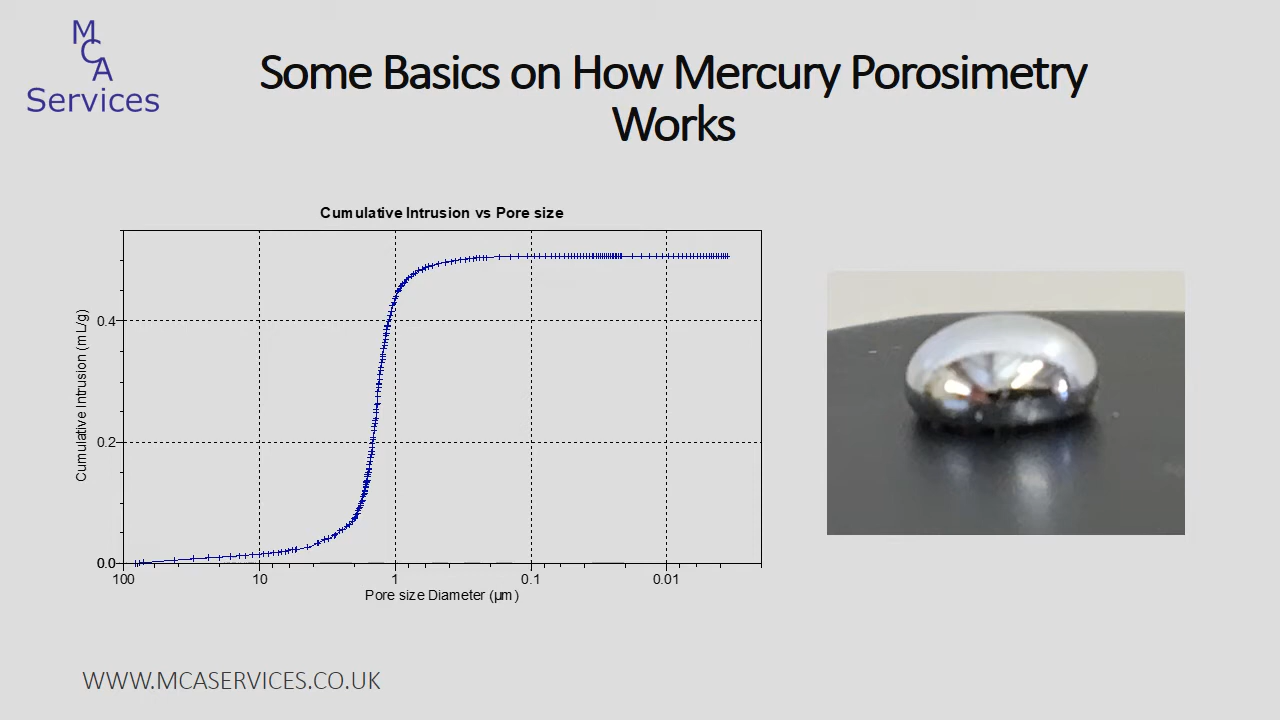 M
C
A
Services
Some Basics on How Mercury Porosimetry
Works
Cumulative Intrusion vs Pore size
Cumulative Intrusion (mL/g)
0.4
0.2
0.0
100 10 1 0.1 0.01
Pore size Diameter (µm)
WWW.MCASERVICES.CO.UK